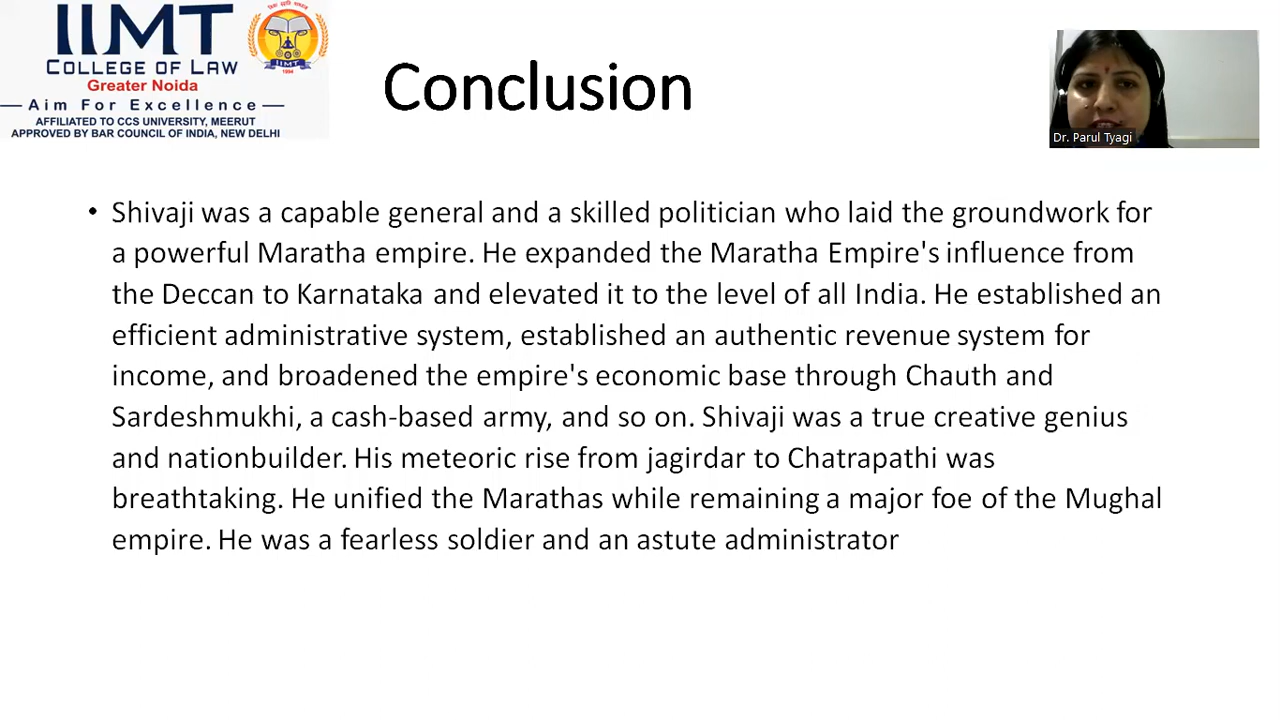 IIMT
COLLEGE OF LAW
Greater Noida
Aim For Excellence
AFFILIATED TO CCS UNIVERSITY, MEERUT
APPROVED BY BAR COUNCIL OF INDIA, NEW DELHI
IIMT
Conclusion
Dr. Parul Tyagi
• Shivaji was a capable general and a skilled politician who laid the groundwork for
a powerful Maratha empire. He expanded the Maratha Empire's influence from
the Deccan to Karnataka and elevated it to the level of all India. He established an
efficient administrative system, established an authentic revenue system for
income, and broadened the empire's economic base through Chauth and
Sardeshmukhi, a cash-based army, and so on. Shivaji was a true creative genius
and nationbuilder. His meteoric rise from jagirdar to Chatrapathi was
breathtaking. He unified the Marathas while remaining a major foe of the Mughal
empire. He was a fearless soldier and an astute administrator